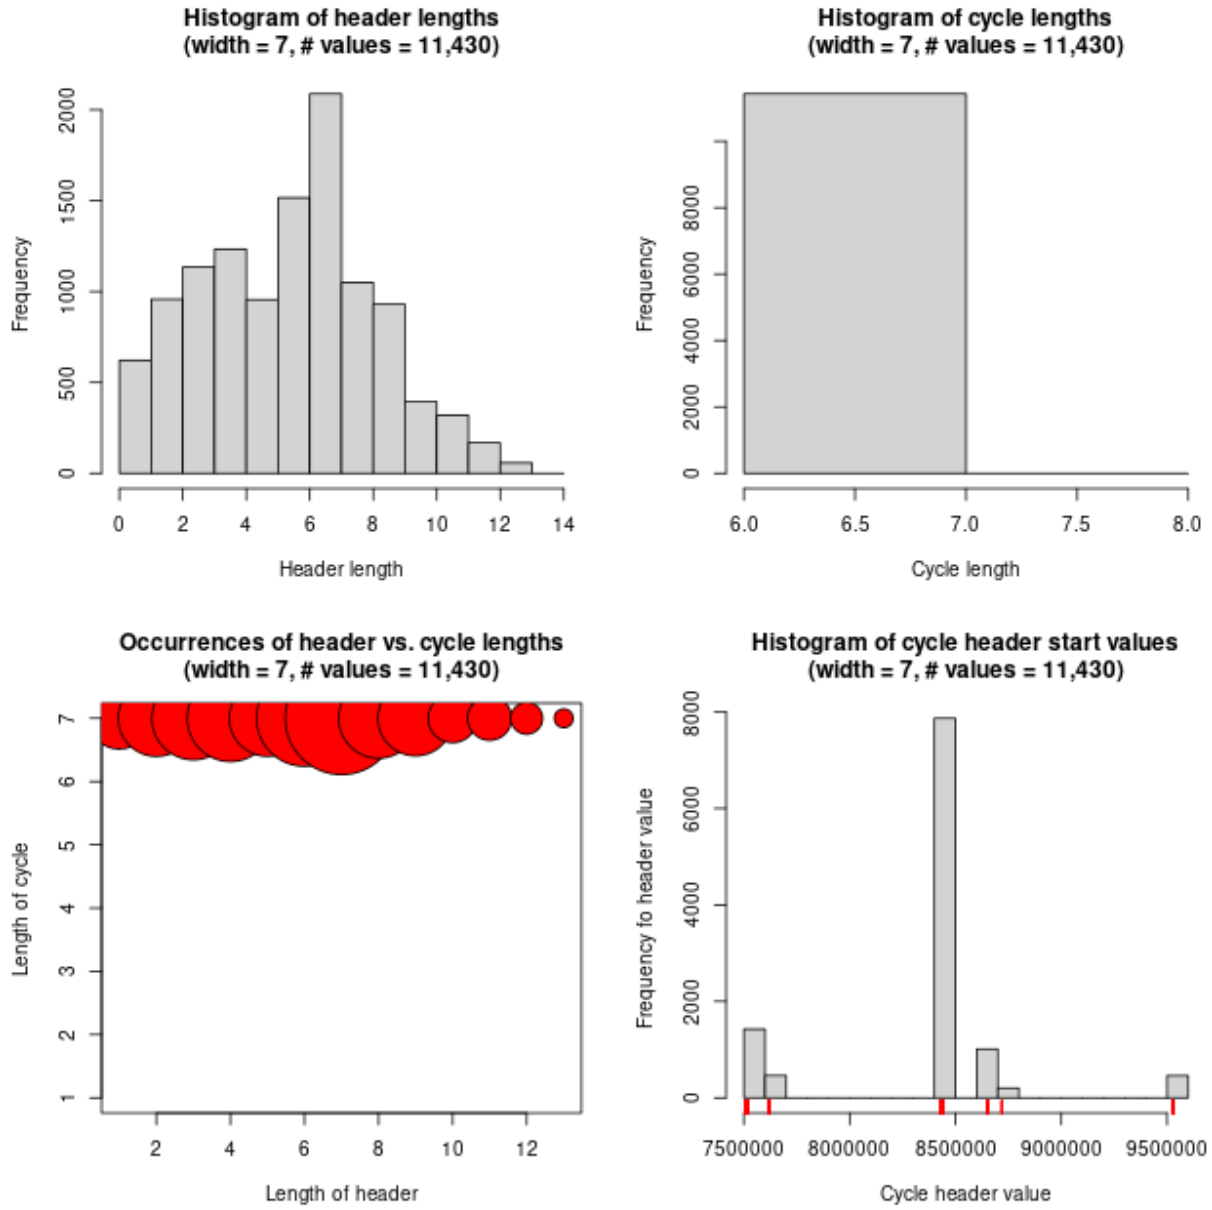 Histogram of header lengths
(width = 7, # values = 11,430)
Frequency
2000
1500
1000
500
0
0 2 4 6 8 10 12 14
Header length
Histogram of cycle lengths
(width = 7, # values = 11,430)
Frequency
8000
6000
4000
2000
0
6.0 6.5 7.0 7.5 8.0
Cycle length
Occurrences of header vs. cycle lengths
(width = 7, # values = 11,430)
Length of cycle
7
6
5
4
3
2
1
2 4 6 8 10 12
Length of header
Histogram of cycle header start values
(width = 7, # values = 11,430)
Frequency fo header value
8000
6000
4000
2000
0
7500000 8000000 8500000 9000000 9500000
Cycle header value